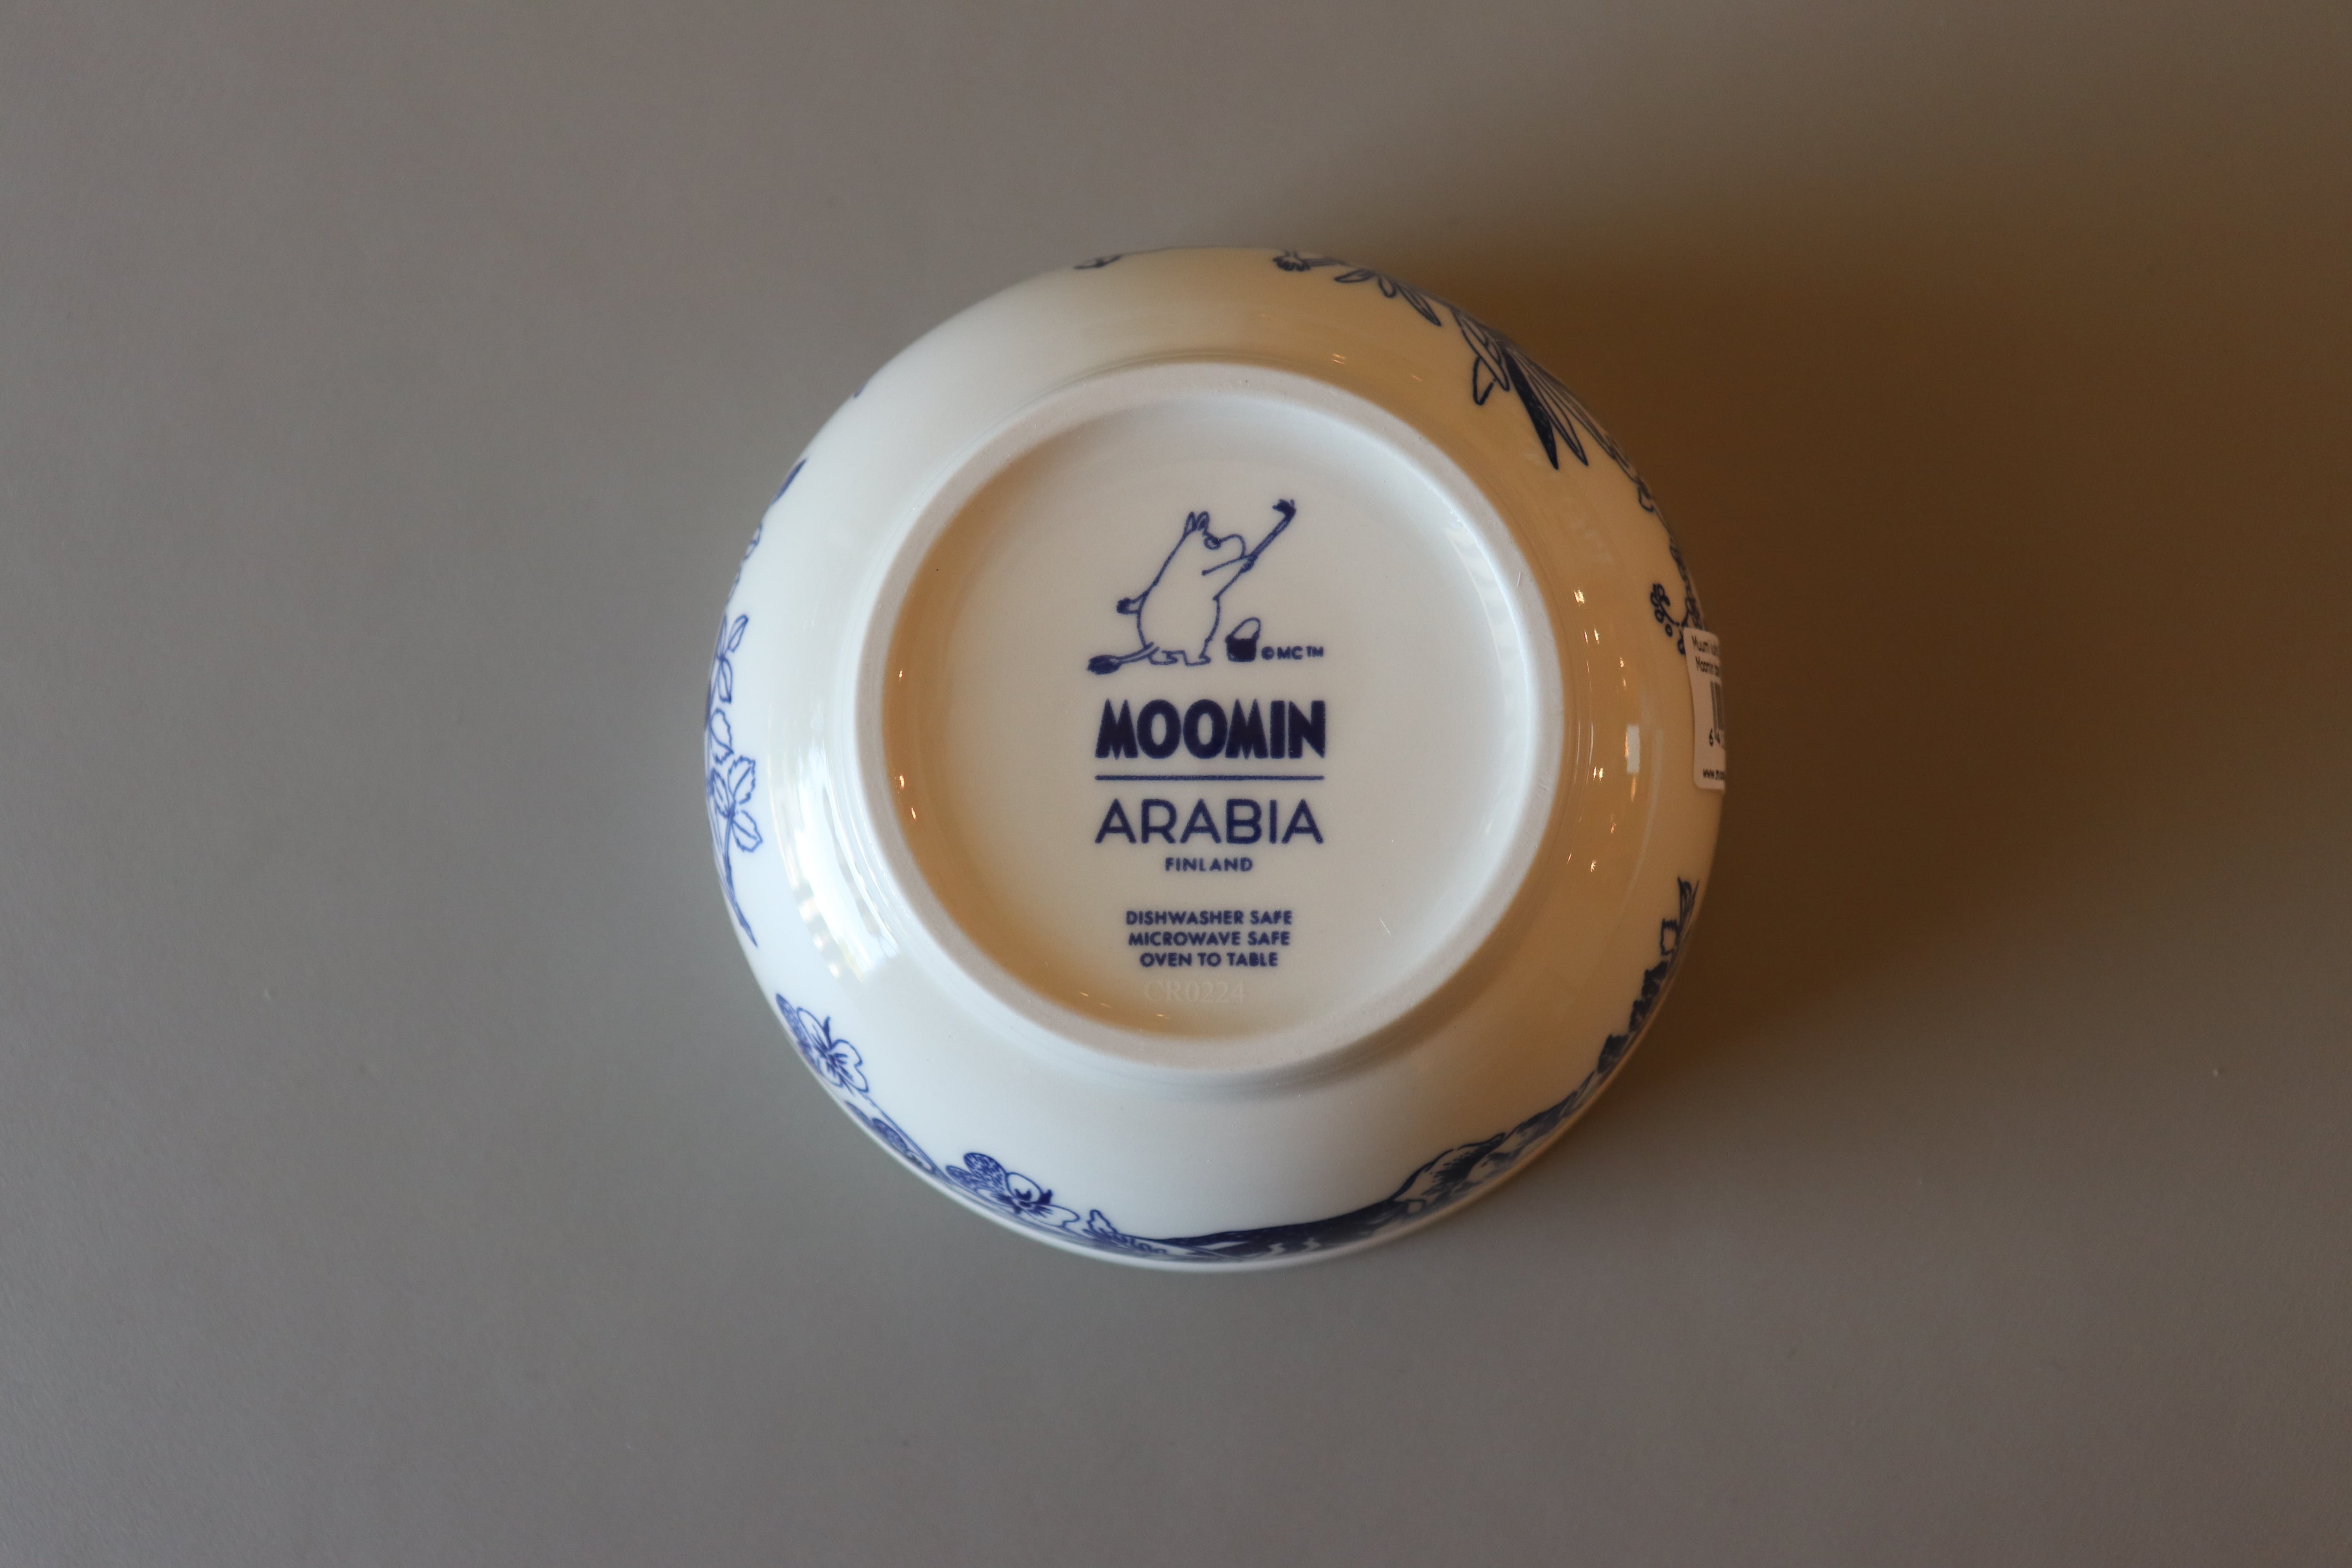 ©MC™
MOOMIN
ARABIA
FINLAND
DISHWASHER SAFE
MICROWAVE SAFE
OVEN TO TABLE
CR0224